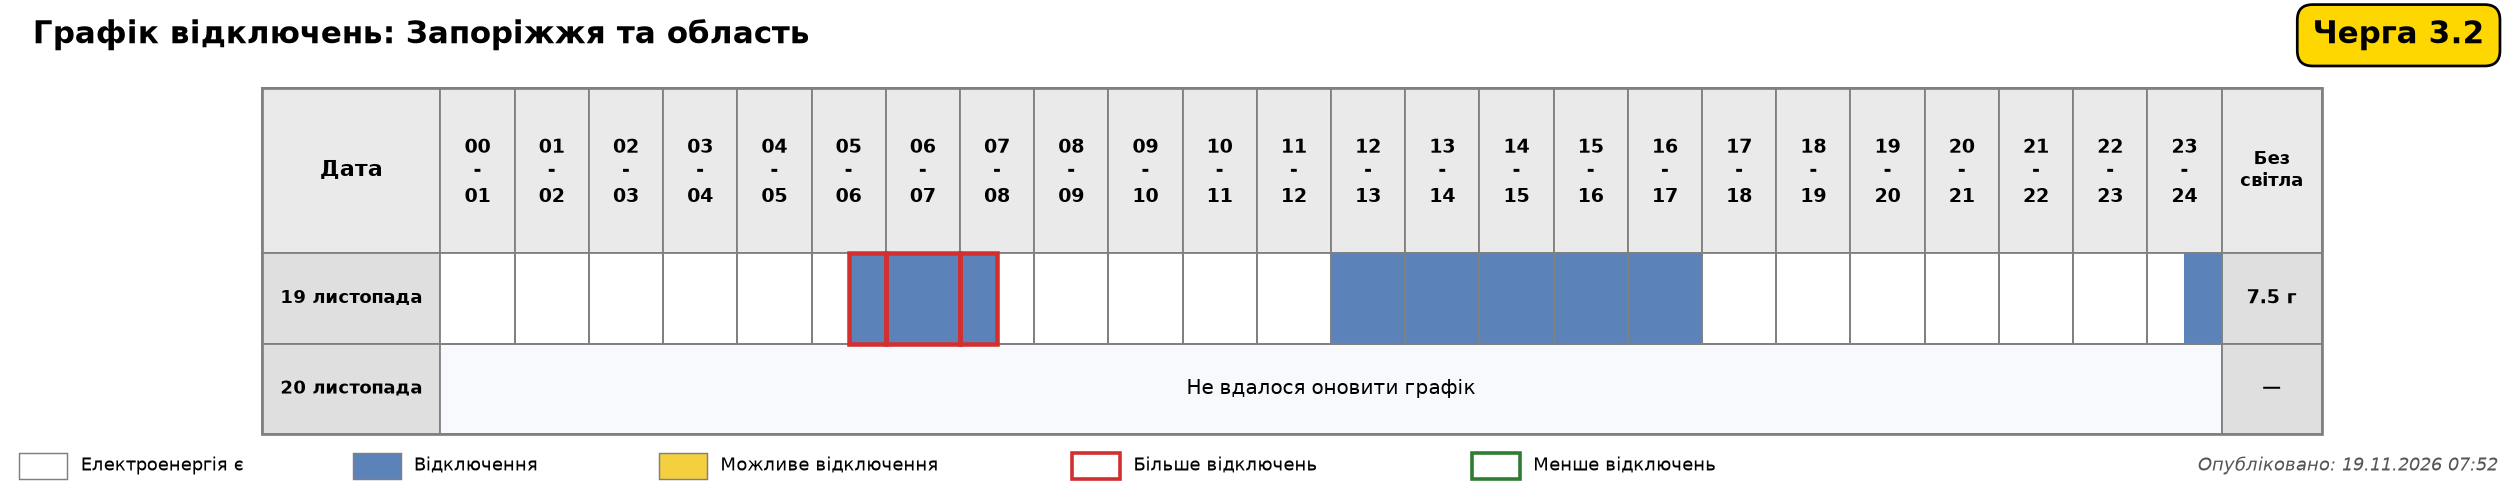 Графік відключень: Запоріжжя та область
Черга 3.2
Дата
00 - 01
01 - 02
02 - 03
03 - 04
04 - 05
05 - 06
06 - 07
07 - 08
08 - 09
09 - 10
10 - 11
11 - 12
12 - 13
13 - 14
14 - 15
15 - 16
16 - 17
17 - 18
18 - 19
19 - 20
20 - 21
21 - 22
22 - 23
23 - 24
Без
світла
19 листопада
7.5 г
20 листопада
Не вдалося оновити графік
—
Електроенергія є
Відключення
Можливе відключення
Більше відключень
Менше відключень
Опубліковано: 19.11.2026 07:52